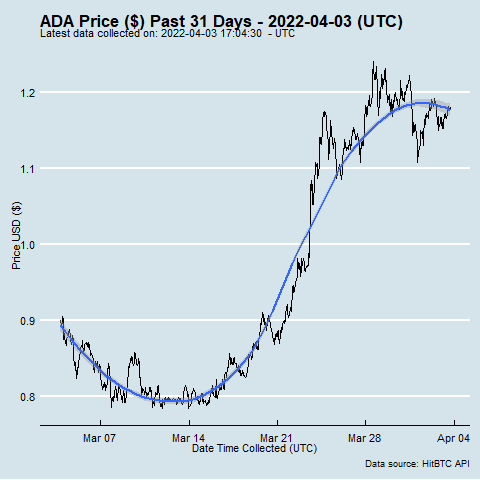 ADA Price ($) Past 31 Days - 2022-04-03 (UTC)
Latest data collected on: 2022-04-03 17:04:30 - UTC
1.2
1.1
1.0
0.9
0.8
Price USD ($)
Mar 07
Mar 14
Mar 21
Mar 28
Apr 04
Date Time Collected (UTC)
Data source: HitBTC API